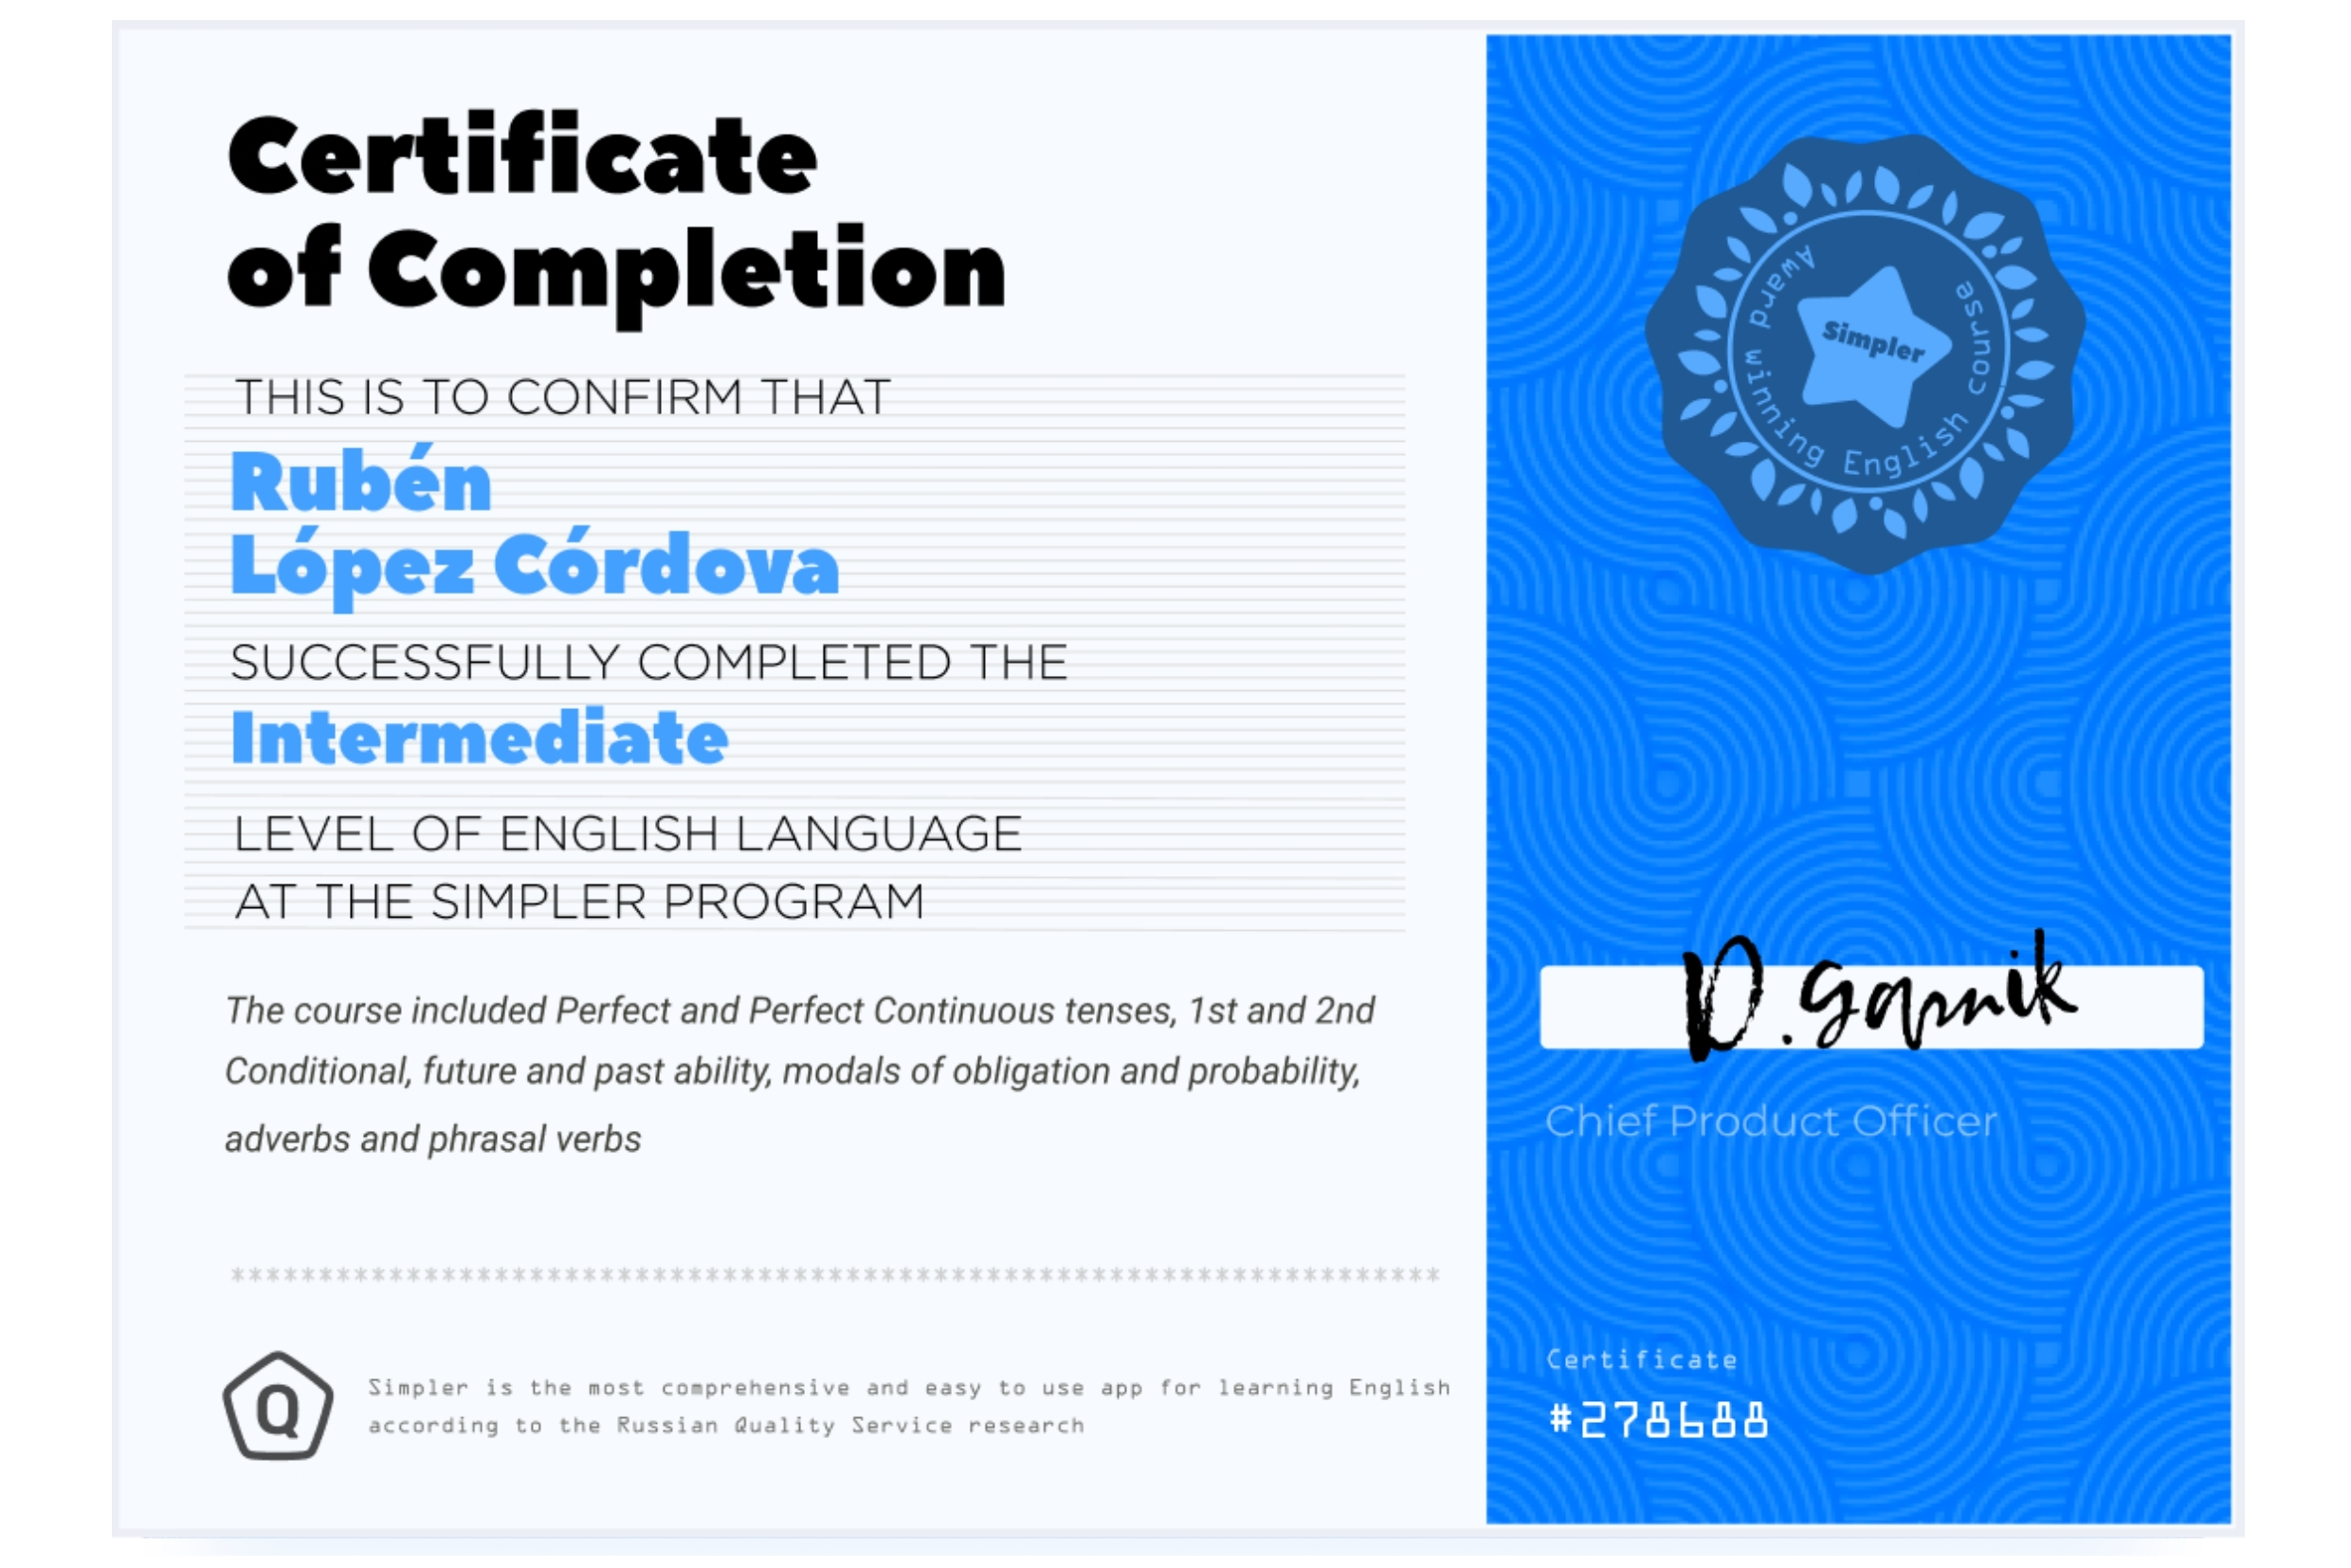 Certificate
of Completion
THIS IS TO CONFIRM THAT
Rubén
López Córdova
SUCCESSFULLY COMPLETED THE
Intermediate
LEVEL OF ENGLISH LANGUAGE
AT THE SIMPLER PROGRAM
The course included Perfect and Perfect Continuous tenses, 1st and 2nd
Conditional, future and past ability, modals of obligation and probability,
adverbs and phrasal verbs
************************************************************************
Q
Simpler is the most comprehensive and easy to use app for learning English
according to the Russian Quality Service research
Award winning English course
Simpler
D. Garnik
Chief Product Officer
Certificate
#278688